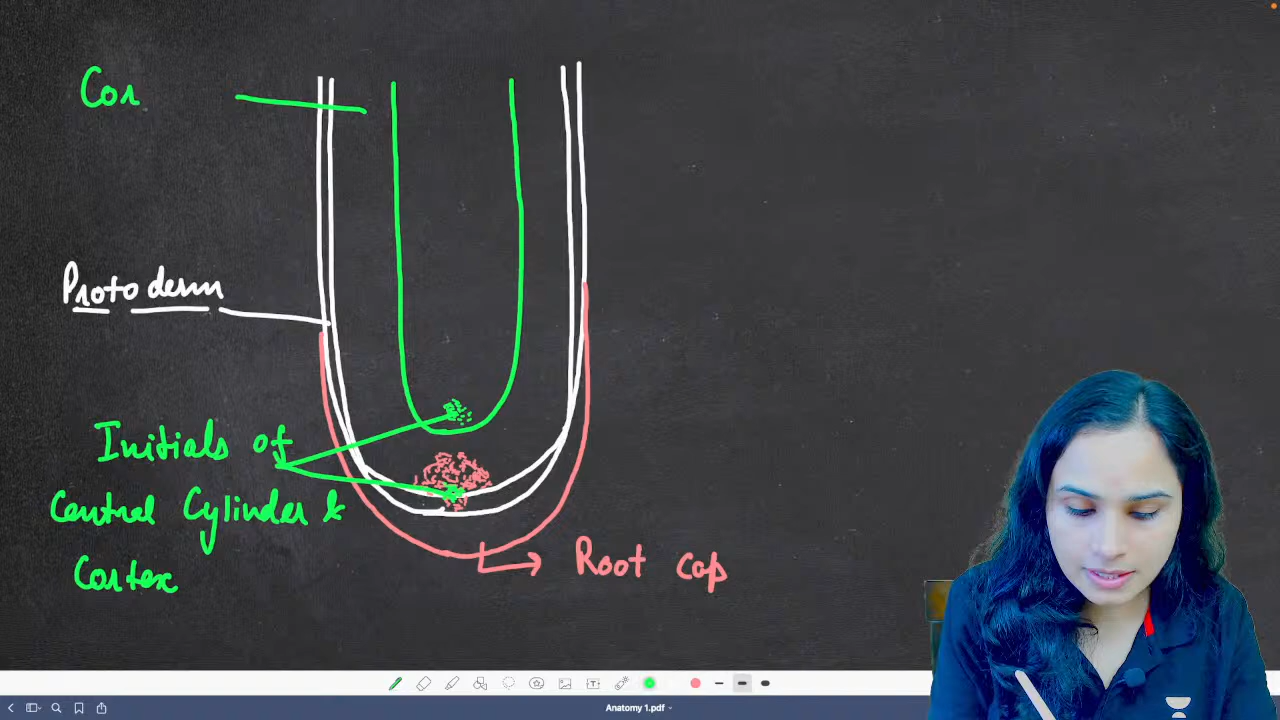 Cor
Protoderm
Initials of
Central Cylinder &
Cortex
Root cap
Anatomy 1.pdf